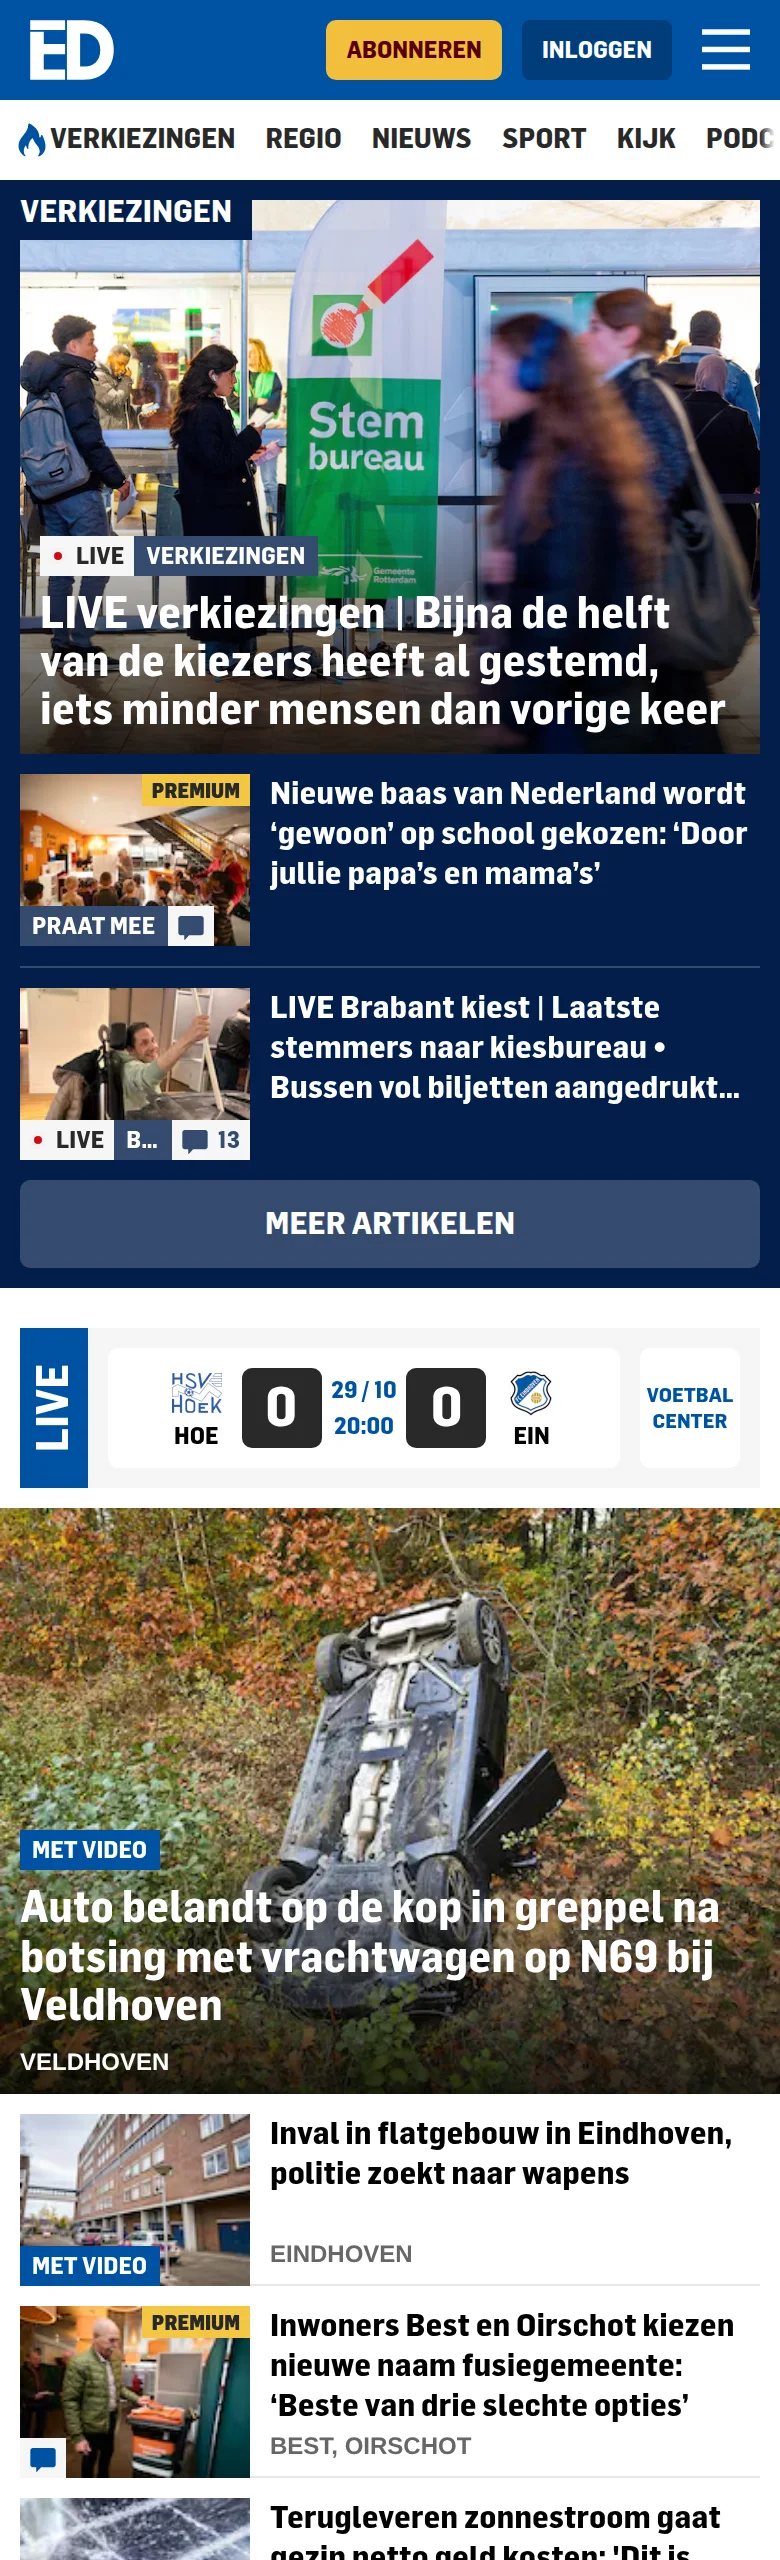 ED
ABONNEREN
INLOGGEN
VERKIEZINGEN REGIO NIEUWS SPORT KIJK PODC
VERKIEZINGEN
Stem
bureau
Gemeente
Rotterdam
LIVE VERKIEZINGEN
LIVE verkiezingen | Bijna de helft
van de kiezers heeft al gestemd,
iets minder mensen dan vorige keer
PREMIUM
PRAAT MEE
Nieuwe baas van Nederland wordt
‘gewoon’ op school gekozen: ‘Door
jullie papa’s en mama’s’
LIVE B... 13
LIVE Brabant kiest | Laatste
stemmers naar kiesbureau •
Bussen vol biljetten aangedrukt...
MEER ARTIKELEN
LIVE
HSV
HOEK
HOE
0
29 / 10
20:00
0
EIN
VOETBAL
CENTER
MET VIDEO
Auto belandt op de kop in greppel na
botsing met vrachtwagen op N69 bij
Veldhoven
VELDHOVEN
MET VIDEO
Inval in flatgebouw in Eindhoven,
politie zoekt naar wapens
EINDHOVEN
PREMIUM
Inwoners Best en Oirschot kiezen
nieuwe naam fusiegemeente:
‘Beste van drie slechte opties’
BEST, OIRSCHOT
Terugleveren zonnestroom gaat
gezin netto geld kosten: 'Dit is